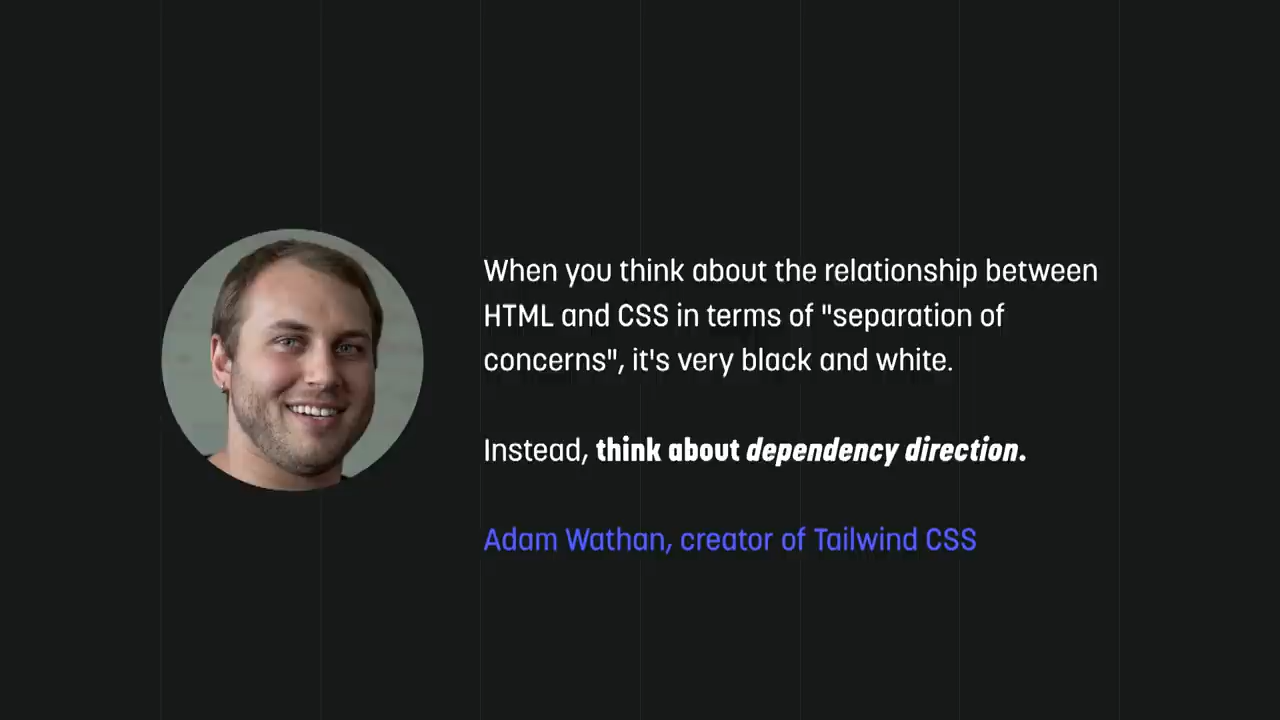 When you think about the relationship between
HTML and CSS in terms of "separation of
concerns", it's very black and white.
Instead, think about dependency direction.
Adam Wathan, creator of Tailwind CSS